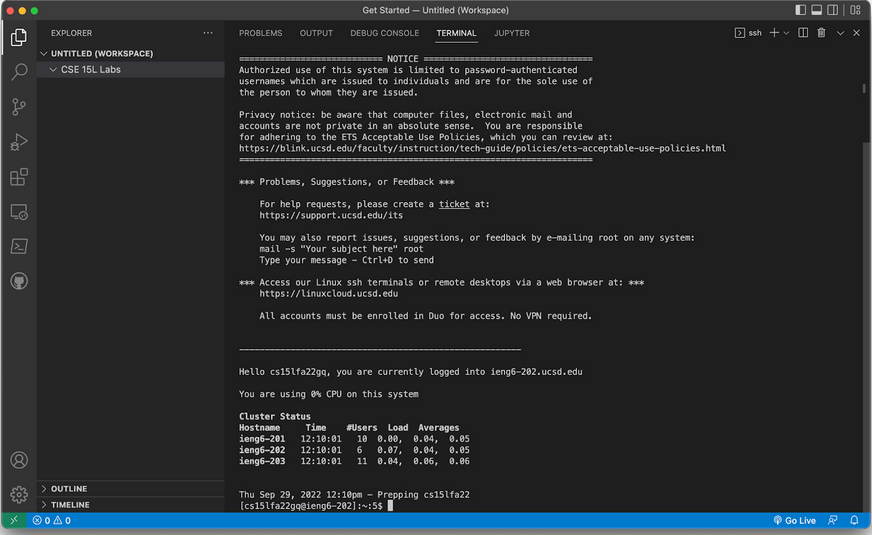 Get Started — Untitled (Workspace)
EXPLORER
UNTITLED (WORKSPACE)
CSE 15L Labs
OUTLINE
TIMELINE
PROBLEMS OUTPUT DEBUG CONSOLE TERMINAL JUPYTER
ssh
=========================== NOTICE =================================
Authorized use of this system is limited to password-authenticated
usernames which are issued to individuals and are for the sole use of
the person to whom they are issued.
Privacy notice: be aware that computer files, electronic mail and
accounts are not private in an absolute sense. You are responsible
for adhering to the ETS Acceptable Use Policies, which you can review at:
https://blink.ucsd.edu/faculty/instruction/tech-guide/policies/ets-acceptable-use-policies.html
====================================================================
*** Problems, Suggestions, or Feedback ***
For help requests, please create a ticket at:
https://support.ucsd.edu/its
You may also report issues, suggestions, or feedback by e-mailing root on any system:
mail -s "Your subject here" root
Type your message - Ctrl+D to send
*** Access our Linux ssh terminals or remote desktops via a web browser at: ***
https://linuxcloud.ucsd.edu
All accounts must be enrolled in Duo for access. No VPN required.
------------------------------------------------------
Hello cs15lfa22gq, you are currently logged into ieng6-202.ucsd.edu
You are using 0% CPU on this system
Cluster Status
Hostname Time #Users Load Averages
ieng6-201 12:10:01 10 0.00, 0.04, 0.05
ieng6-202 12:10:01 6 0.07, 0.04, 0.05
ieng6-203 12:10:01 11 0.04, 0.06, 0.06
Thu Sep 29, 2022 12:10pm - Prepping cs15lfa22
[cs15lfa22gq@ieng6-202]:~:5$
0 0
Go Live